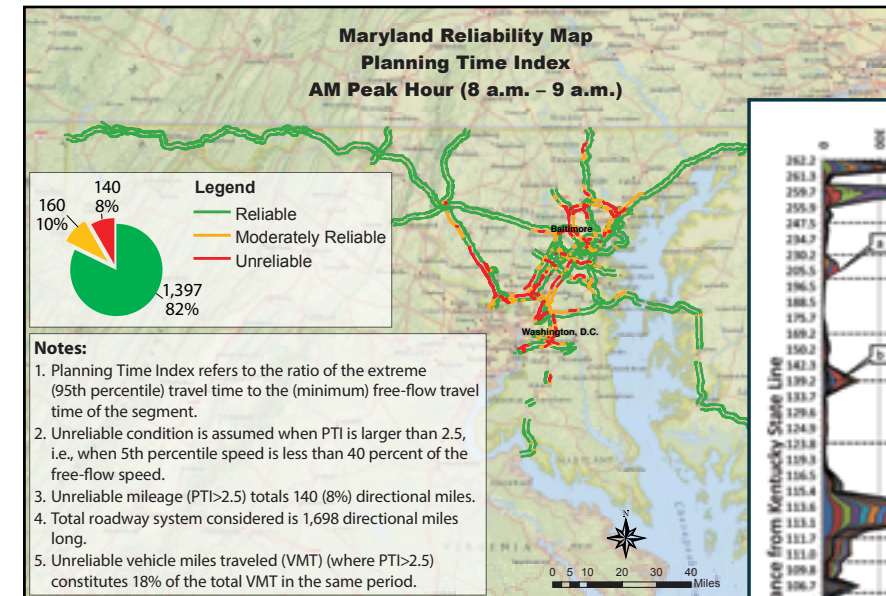 Maryland Reliability Map
Planning Time Index
AM Peak Hour (8 a.m. – 9 a.m.)
140
8%
160
10%
1,397
82%
Legend
Reliable
Moderately Reliable
Unreliable
Baltimore
Washington, D.C.
Notes:
1. Planning Time Index refers to the ratio of the extreme
(95th percentile) travel time to the (minimum) free-flow travel
time of the segment.
2. Unreliable condition is assumed when PTI is larger than 2.5,
i.e., when 5th percentile speed is less than 40 percent of the
free-flow speed.
3. Unreliable mileage (PTI>2.5) totals 140 (8%) directional miles.
4. Total roadway system considered is 1,698 directional miles
long.
5. Unreliable vehicle miles traveled (VMT) (where PTI>2.5)
constitutes 18% of the total VMT in the same period.
N
MARYLAND
VIRGINIA
0 5 10 20 30 40
Miles
0
262.2
261.3
259.7
255.9
247.5
234.7
230.2
205.5
196.5
188.5
175.7
169.2
150.2
142.3
139.2
133.7
129.6
124.9
123.8
119.3
116.5
115.4
113.6
113.1
111.7
111.0
109.8
106.7
a
b
ance from Kentucky State Line